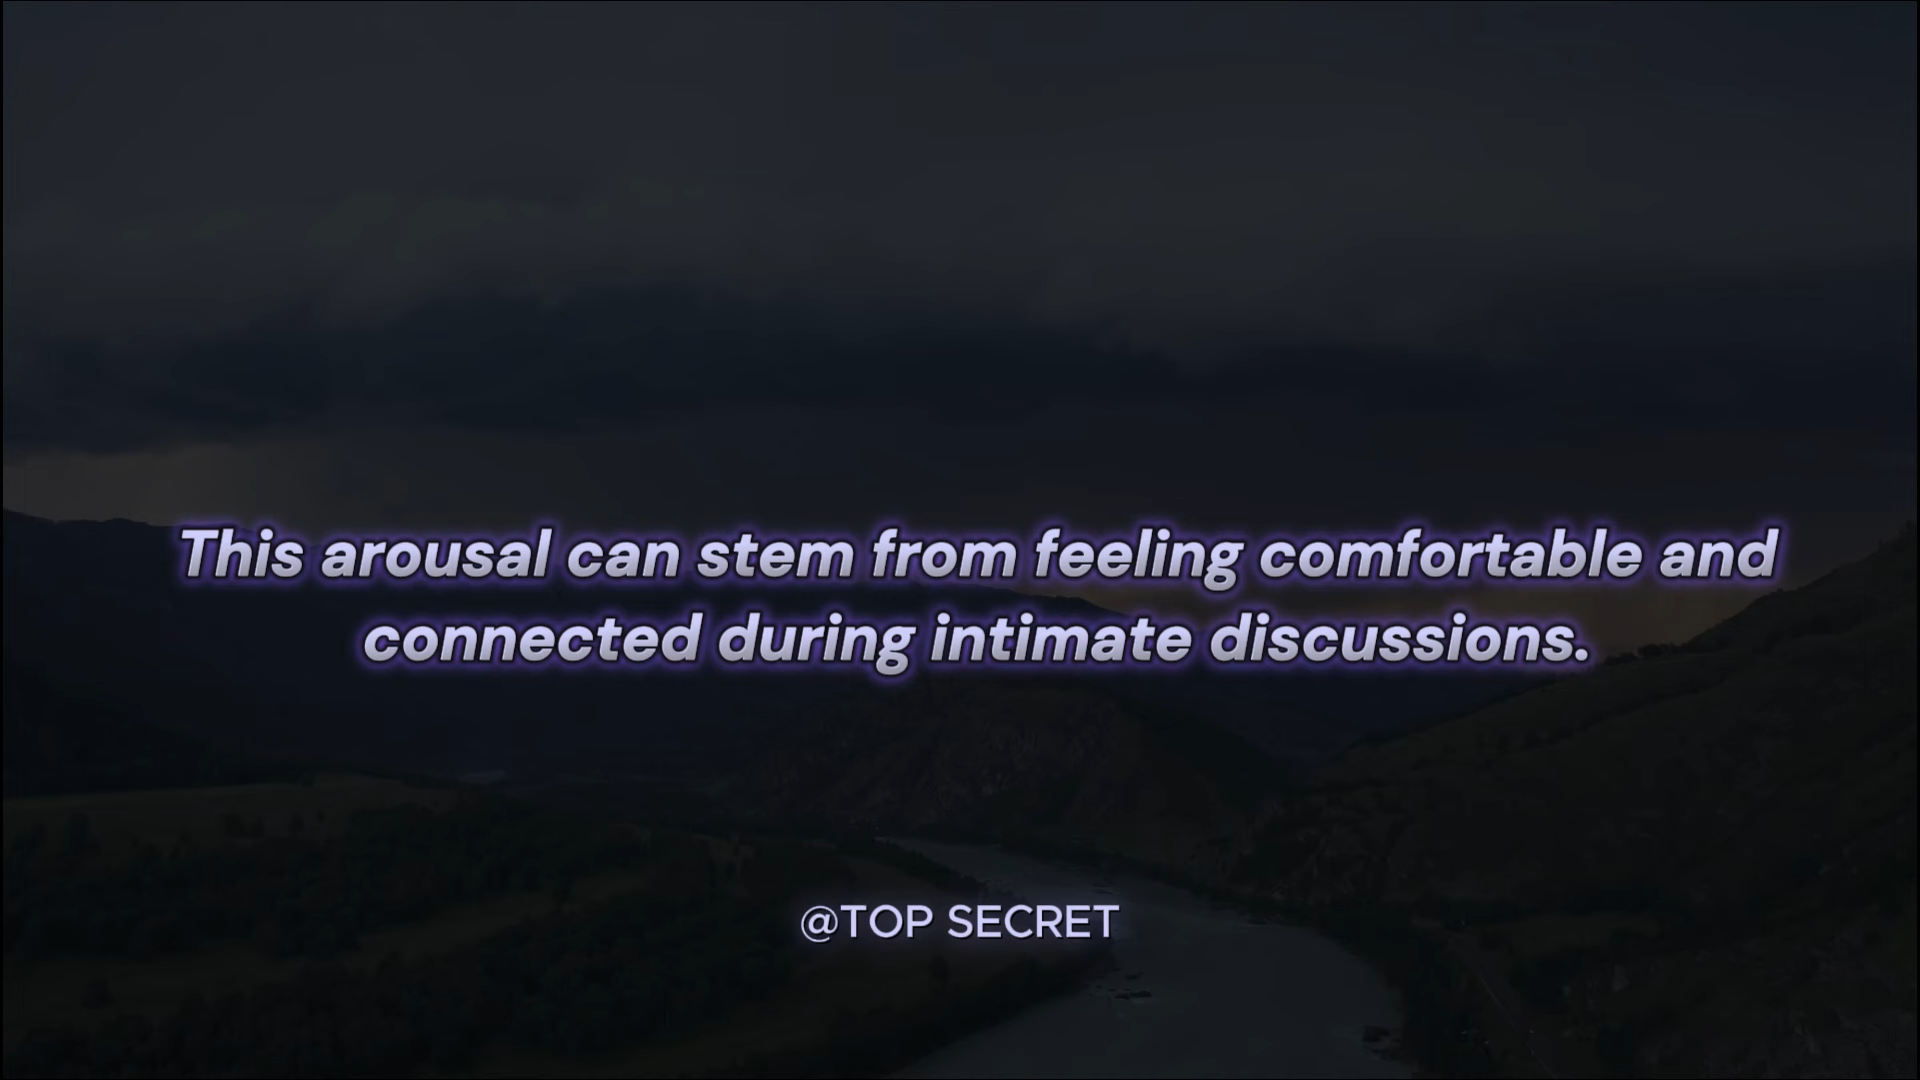 This arousal can stem from feeling comfortable and
connected during intimate discussions.
@TOP SECRET